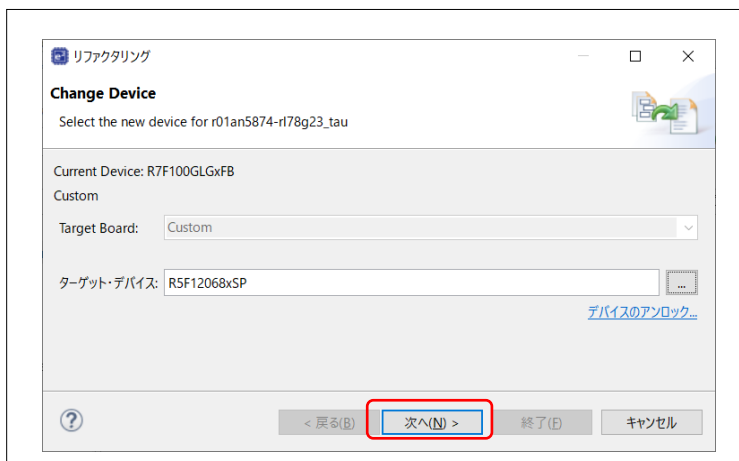 リファクタリング
Change Device
Select the new device for r01an5874-rl78g23_tau
Current Device: R7F100GLGxFB
Custom
Target Board: Custom
ターゲット・デバイス: R5F12068xSP ...
デバイスのアンロック...
? < 戻る(B) 次へ(N) > 終了(F) キャンセル